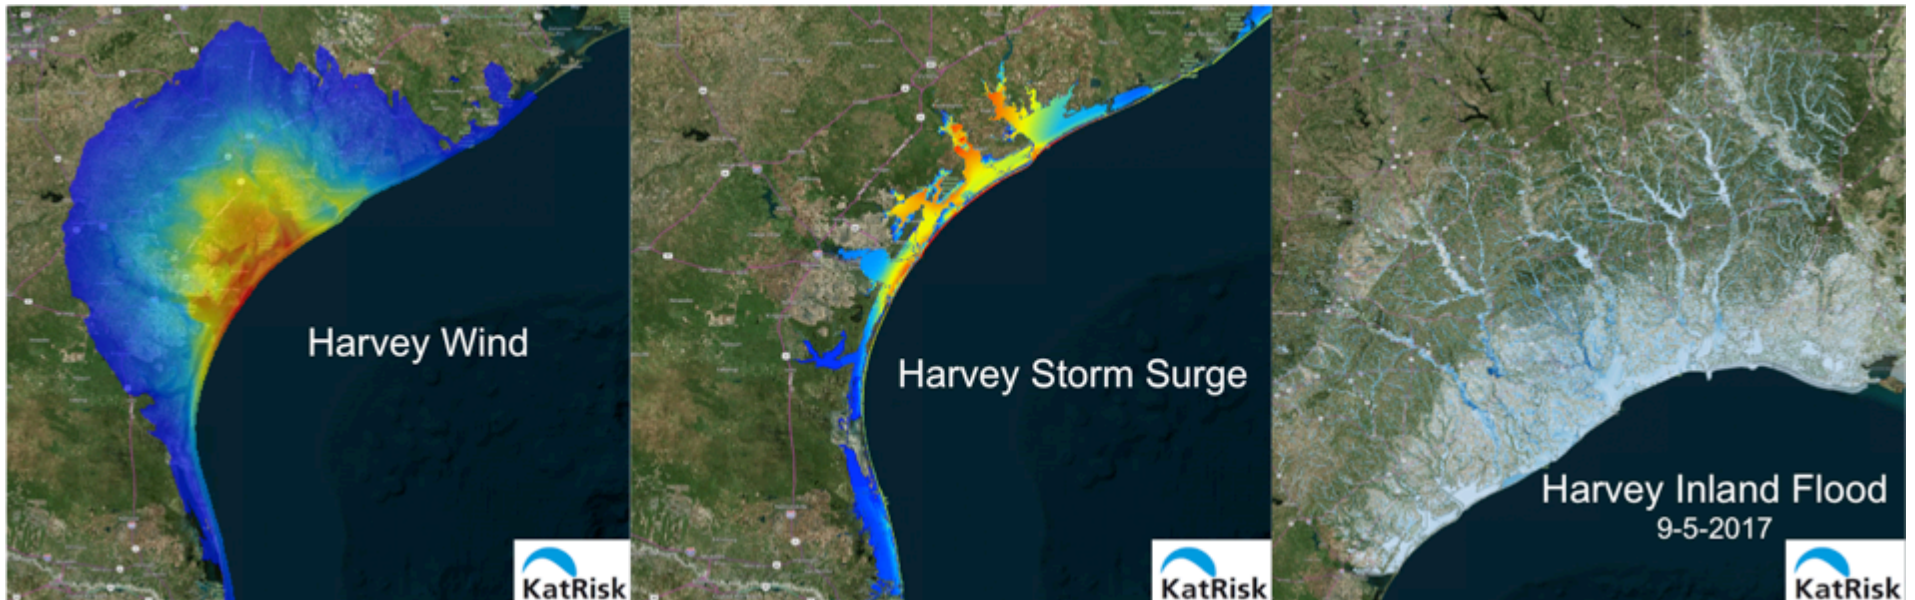 Harvey Wind
KatRisk
Harvey Storm Surge
KatRisk
Harvey Inland Flood
9-5-2017
KatRisk